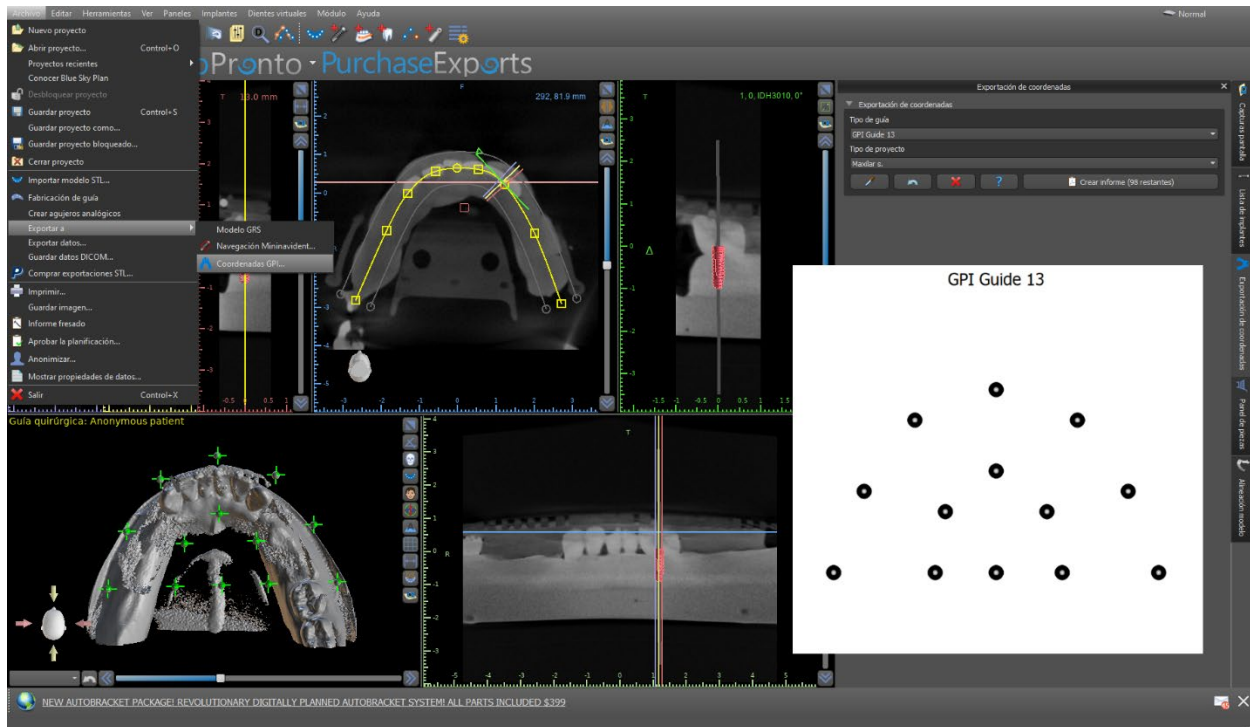 Archivo Editar Herramientas Ver Paneles Implantes Dientes virtuales Módulo Ayuda
Normal
Nuevo proyecto
Abrir proyecto... Control+O
Proyectos recientes
Conocer Blue Sky Plan
Desbloquear proyecto
Guardar proyecto Control+S
Guardar proyecto como...
Guardar proyecto bloqueado...
Cerrar proyecto
Importar modelo STL...
Fabricación de guía
Crear agujeros analógicos
Exportar a
Exportar datos...
Guardar datos DICOM...
Comprar exportaciones STL...
Imprimir...
Guardar imagen...
Informe fresado
Aprobar la planificación...
Anonimizar...
Mostrar propiedades de datos...
Salir Control+X
Modelo GRS
Navegación Mininavident...
Coordenadas GPI...
Pronto - PurchaseExports
T 13.0 mm
292, 81.9 mm
T 1, 0, IDH3010, 0°
Exportación de coordenadas
Exportación de coordenadas
Tipo de guía
GPI Guide 13
Tipo de proyecto
Maxilar s.
Crear informe (98 restantes)
Capturas pantalla
Lista de implantes
Exportación de coordenadas
Panel de piezas
Alineación modelo
GPI Guide 13
Guía quirúrgica: Anonymous patient
T
R
NEW AUTOBRACKET PACKAGE! REVOLUTIONARY DIGITALLY PLANNED AUTOBRACKET SYSTEM! ALL PARTS INCLUDED $399